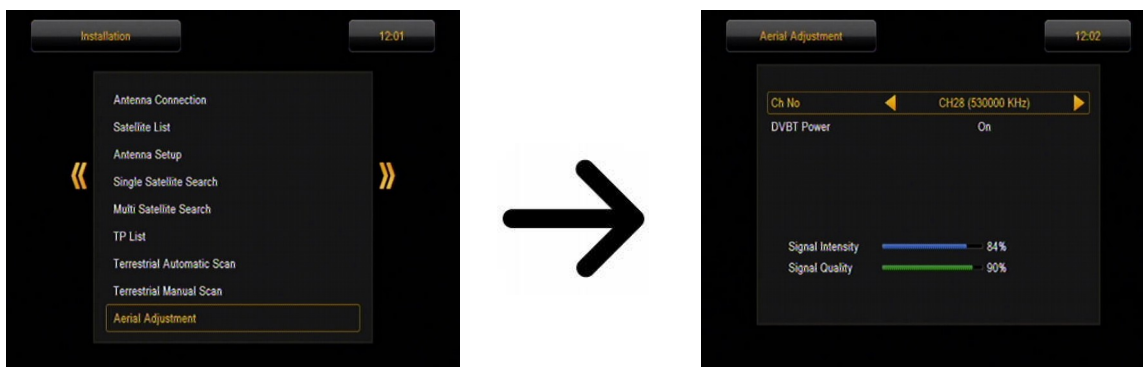 Installation
12:01
Antenna Connection
Satellite List
Antenna Setup
Single Satellite Search
Multi Satellite Search
TP List
Terrestrial Automatic Scan
Terrestrial Manual Scan
Aerial Adjustment
Aerial Adjustment
12:02
Ch No CH28 (530000 KHz)
DVBT Power On
Signal Intensity 84%
Signal Quality 90%